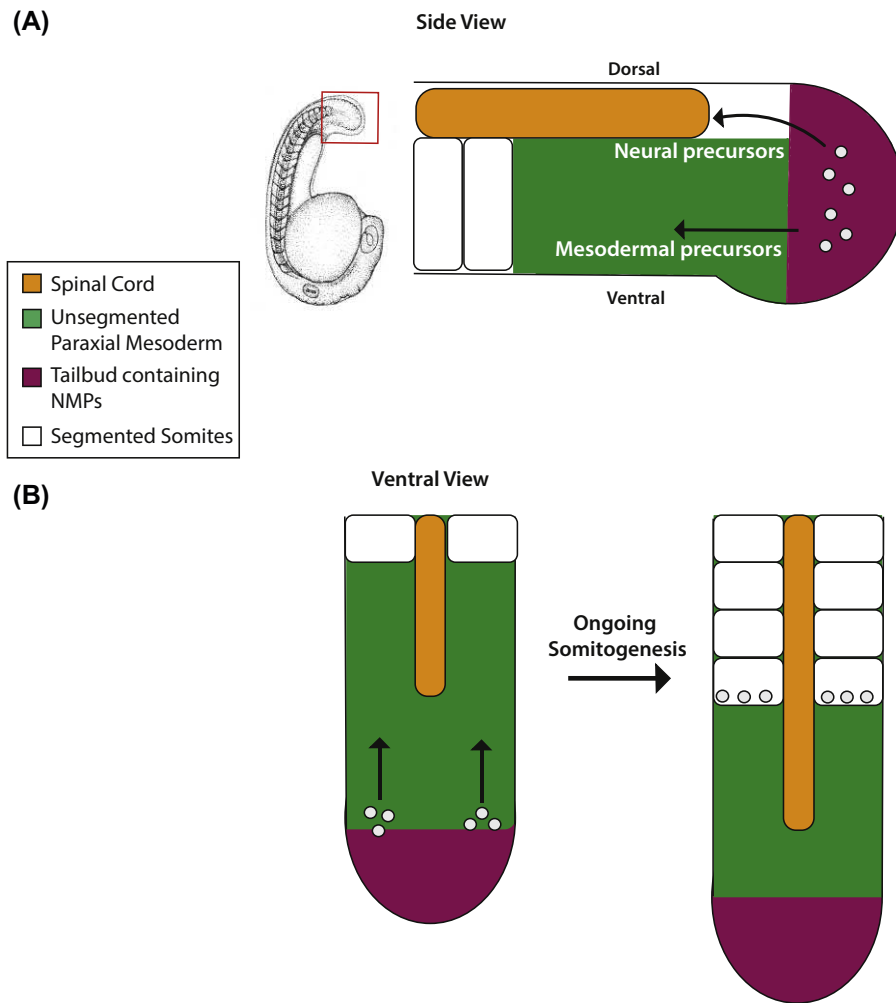 (A)
Side View
Dorsal
Neural precursors
Mesodermal precursors
Ventral
Spinal Cord
Unsegmented
Paraxial Mesoderm
Tailbud containing
NMPs
Segmented Somites
(B)
Ventral View
Ongoing
Somitogenesis